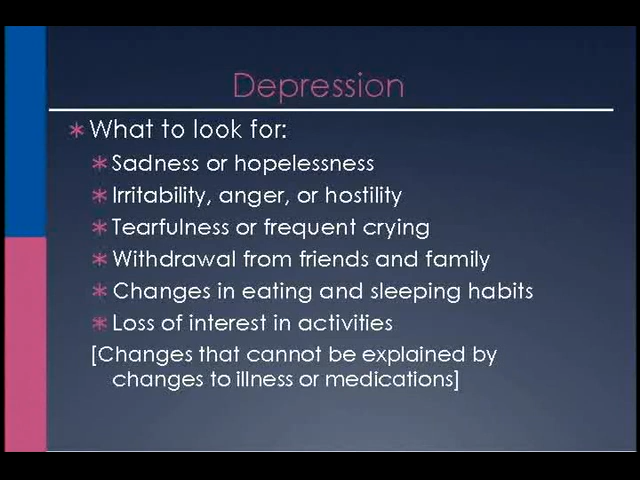 Depression
What to look for:
Sadness or hopelessness
Irritability, anger, or hostility
Tearfulness or frequent crying
Withdrawal from friends and family
Changes in eating and sleeping habits
Loss of interest in activities
[Changes that cannot be explained by
changes to illness or medications]